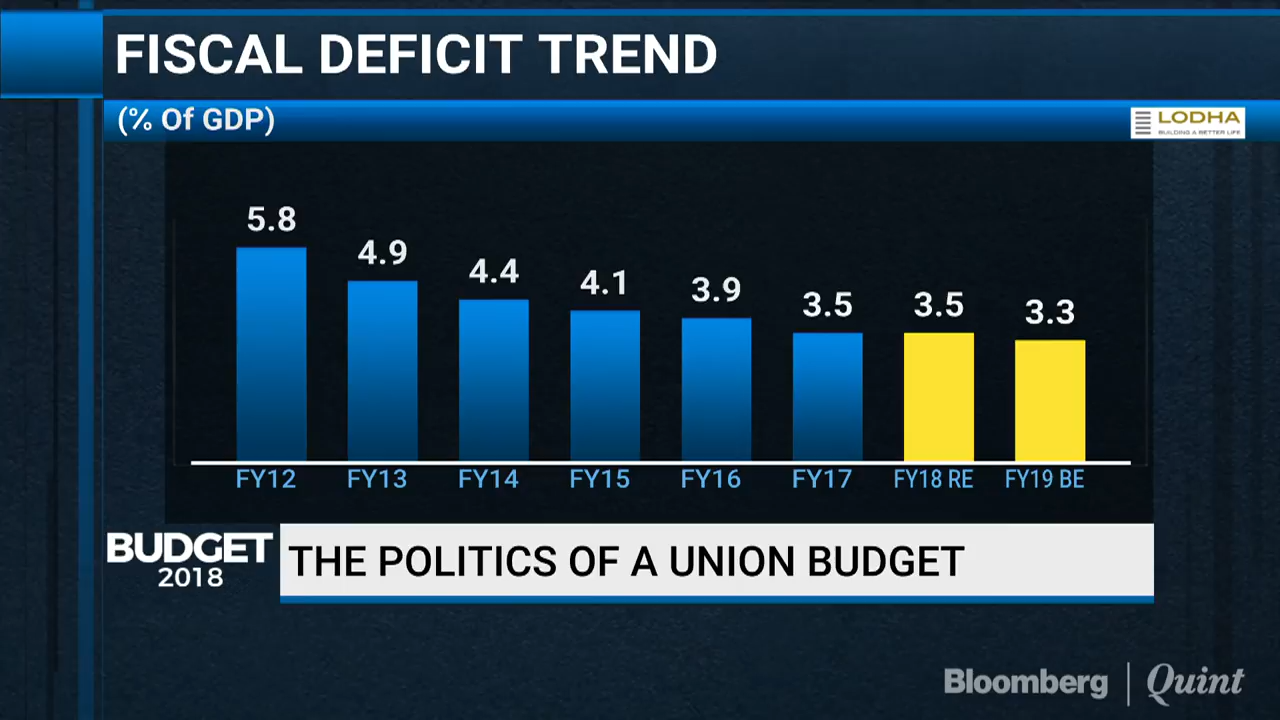 FISCAL DEFICIT TREND
(% Of GDP)
LODHA
BUILDING A BETTER LIFE
5.8
4.9
4.4
4.1
3.9
3.5
3.5
3.3
FY12 FY13 FY14 FY15 FY16 FY17 FY18 RE FY19 BE
BUDGET
2018
THE POLITICS OF A UNION BUDGET
Bloomberg | Quint